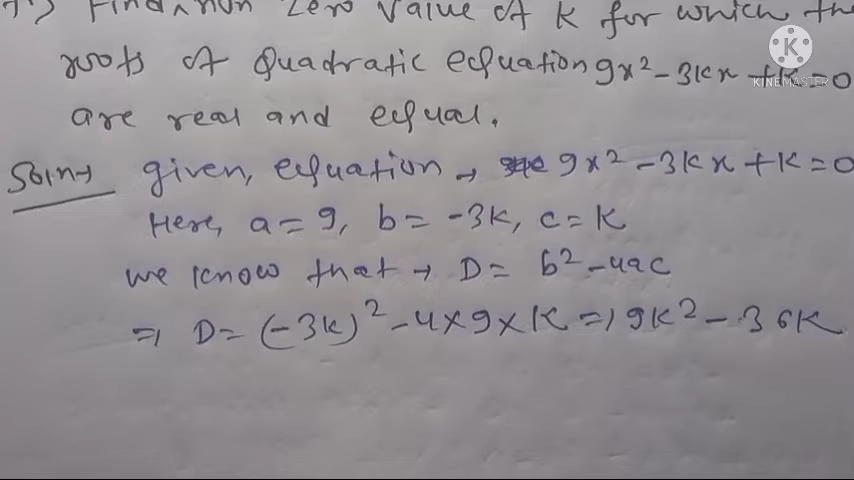 Find ^ non zero value of K for which the
roots of quadratic equation 9x² - 3kx + K = 0
are real and equal.
Soln→ given, equation → 9x² - 3kx + K = 0
Here, a = 9, b = -3k, c = K
we know that → D = b² - 4ac
⇒ D = (-3k)² - 4×9×K ⇒ 9K² - 36K
K
KINEMASTER